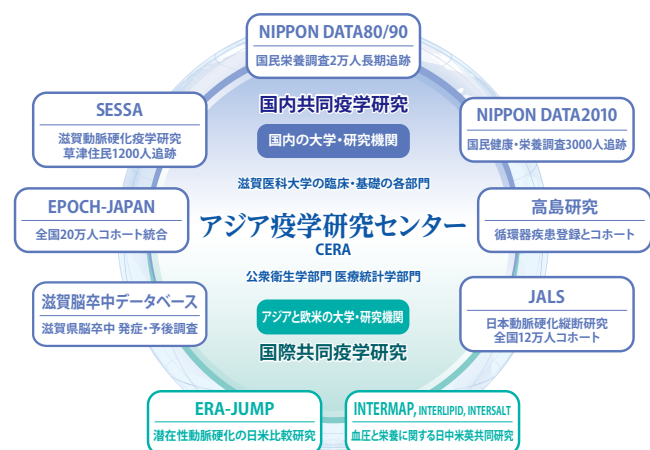 NIPPON DATA80/90
国民栄養調査2万人長期追跡
SESSA
滋賀動脈硬化疫学研究
草津住民1200人追跡
国内共同疫学研究
国内の大学・研究機関
NIPPON DATA2010
国民健康・栄養調査3000人追跡
滋賀医科大学の臨床・基礎の各部門
EPOCH-JAPAN
全国20万人コホート統合
アジア疫学研究センター
CERA
高島研究
循環器疾患登録とコホート
公衆衛生学部門 医療統計学部門
滋賀脳卒中データベース
滋賀県脳卒中 発症・予後調査
アジアと欧米の大学・研究機関
国際共同疫学研究
JALS
日本動脈硬化縦断研究
全国12万人コホート
ERA-JUMP
潜在性動脈硬化の日米比較研究
INTERMAP, INTERLIPID, INTERSALT
血圧と栄養に関する日中米英共同研究